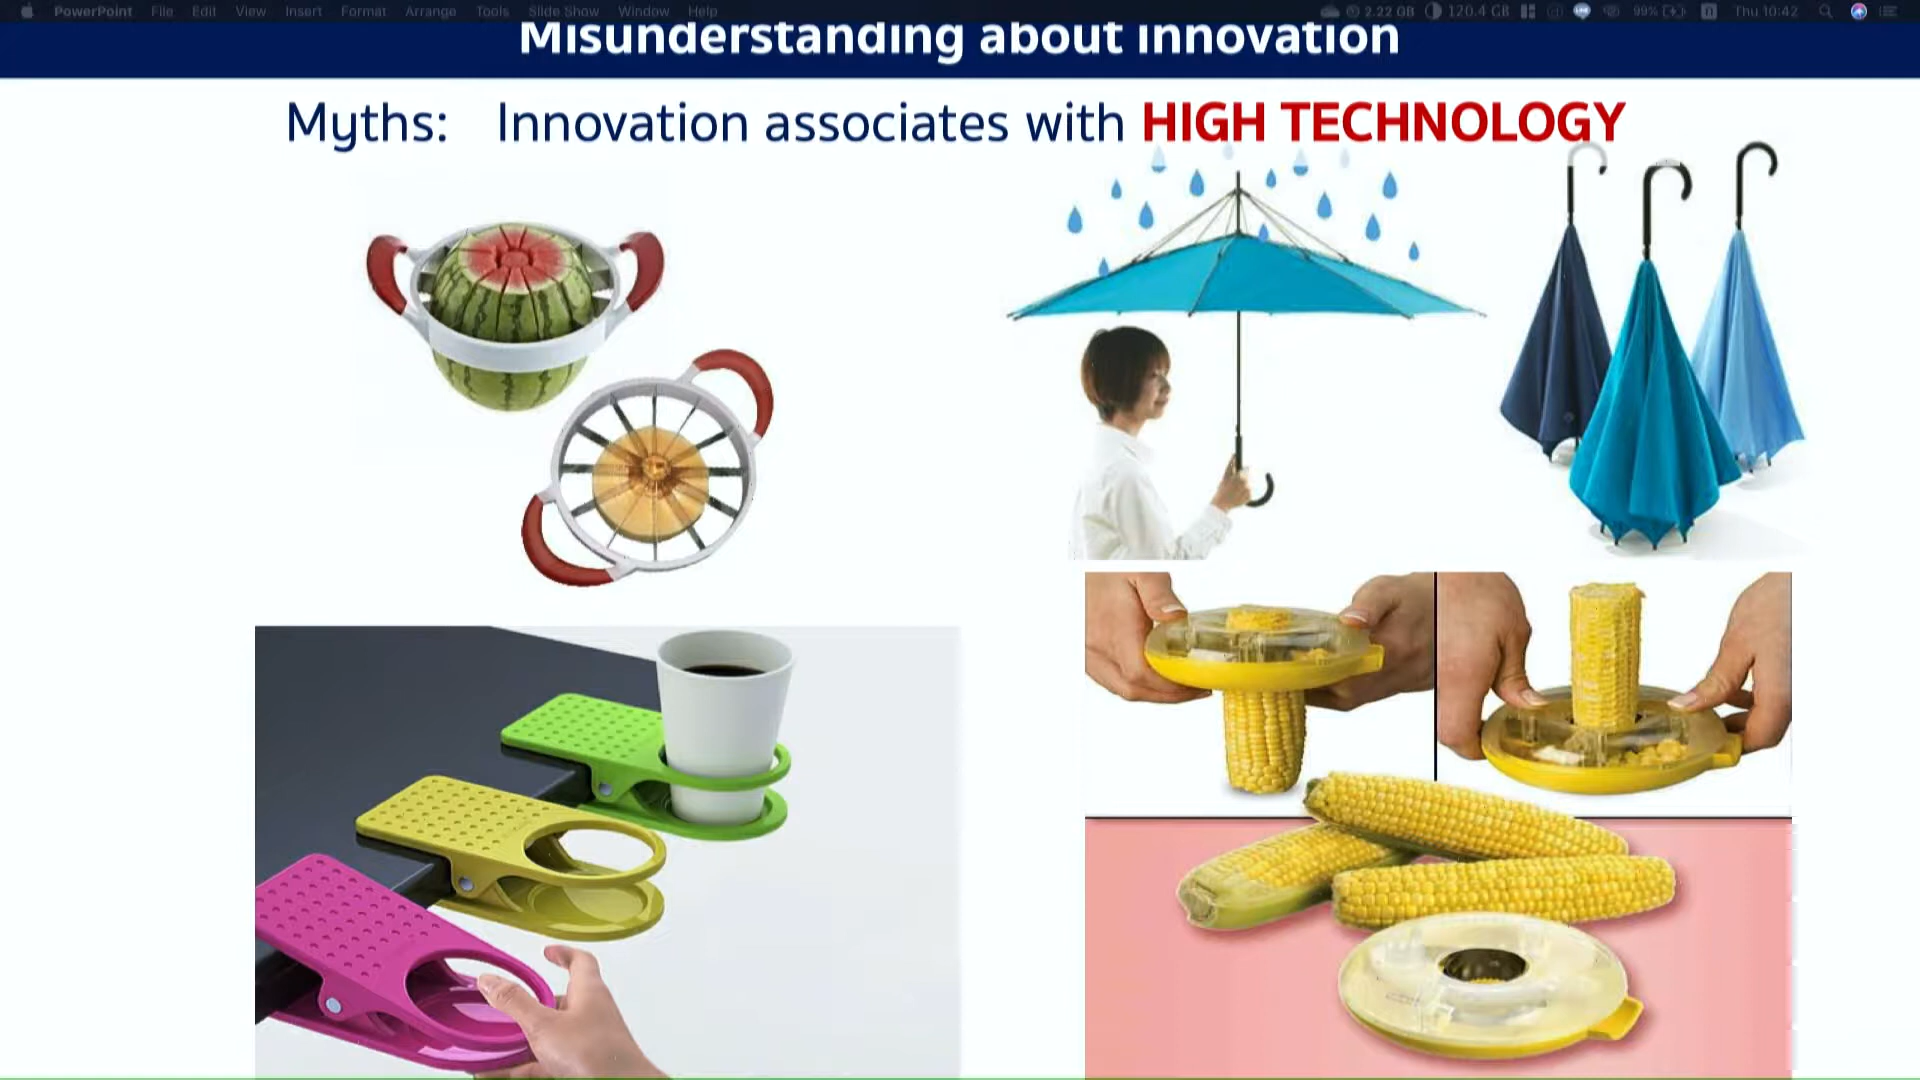 PowerPoint File Edit View Insert Format Arrange Tools Slide Show Window Help 2.22 GB 120.4 GB 99% Thu 10:42
Misunderstanding about innovation
Myths: Innovation associates with HIGH TECHNOLOGY